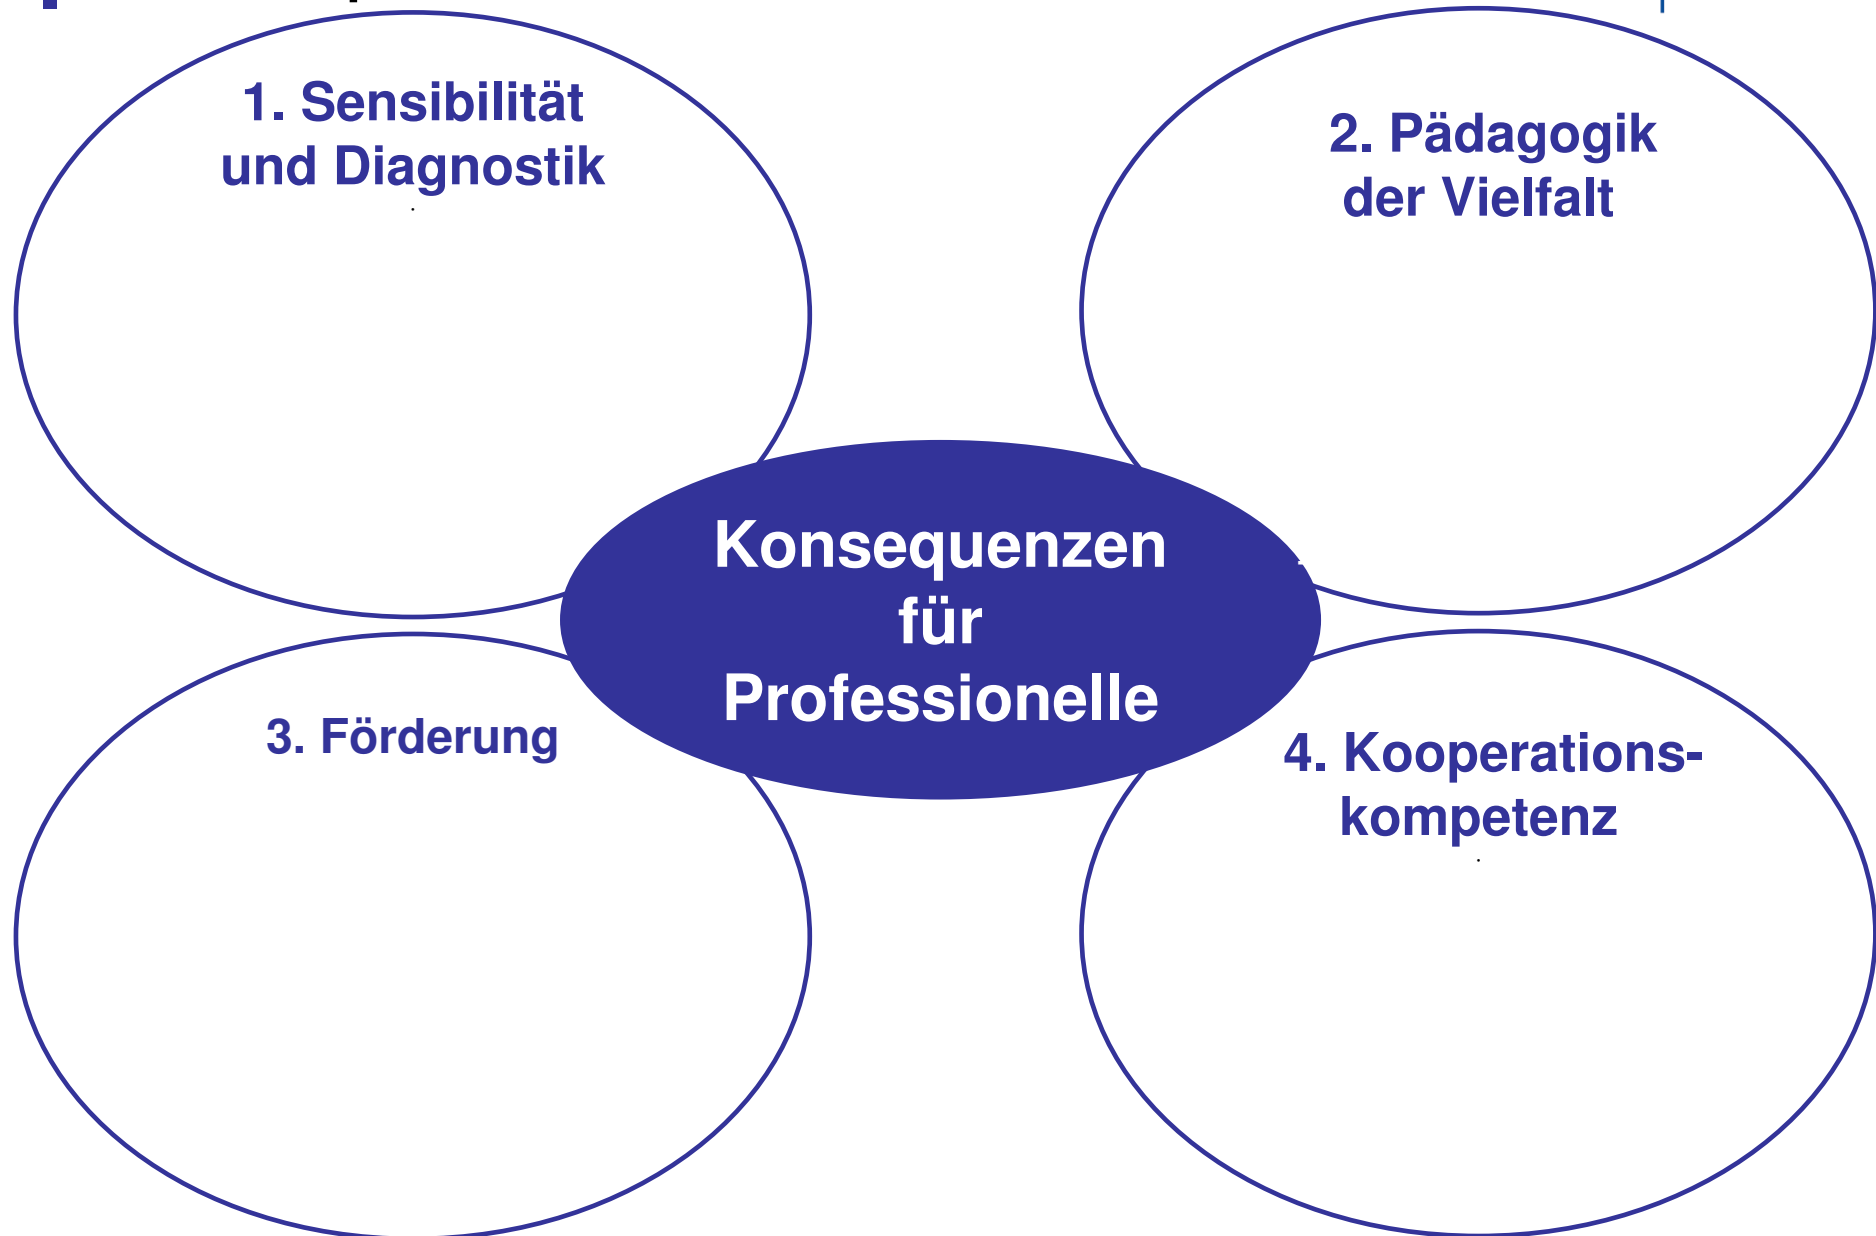 1. Sensibilität
und Diagnostik
2. Pädagogik
der Vielfalt
Konsequenzen
für
Professionelle
3. Förderung
4. Kooperations-
kompetenz